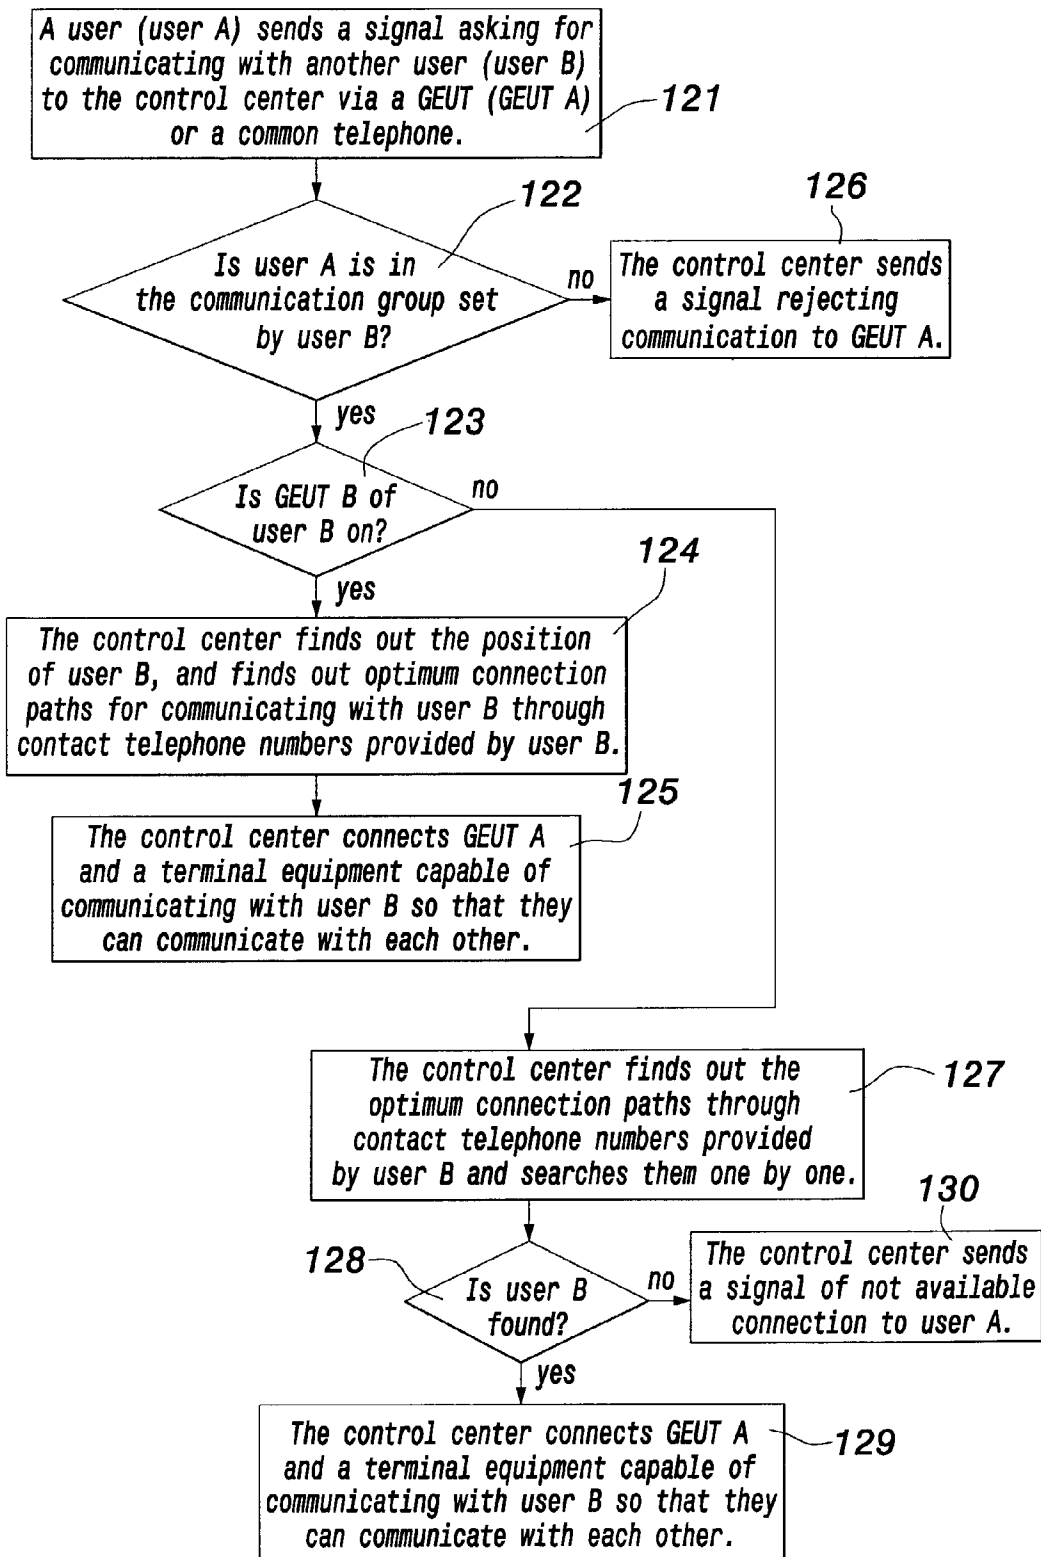 A user (user A) sends a signal asking for
communicating with another user (user B)
to the control center via a GEUT (GEUT A)
or a common telephone.
121
122
Is user A is in
the communication group set
by user B?
no
126
The control center sends
a signal rejecting
communication to GEUT A.
yes
123
Is GEUT B of
user B on?
no
yes
124
The control center finds out the position
of user B, and finds out optimum connection
paths for communicating with user B through
contact telephone numbers provided by user B.
125
The control center connects GEUT A
and a terminal equipment capable of
communicating with user B so that they
can communicate with each other.
The control center finds out the
optimum connection paths through
contact telephone numbers provided
by user B and searches them one by one.
127
128
Is user B
found?
no
130
The control center sends
a signal of not available
connection to user A.
yes
The control center connects GEUT A
and a terminal equipment capable of
communicating with user B so that they
can communicate with each other.
129